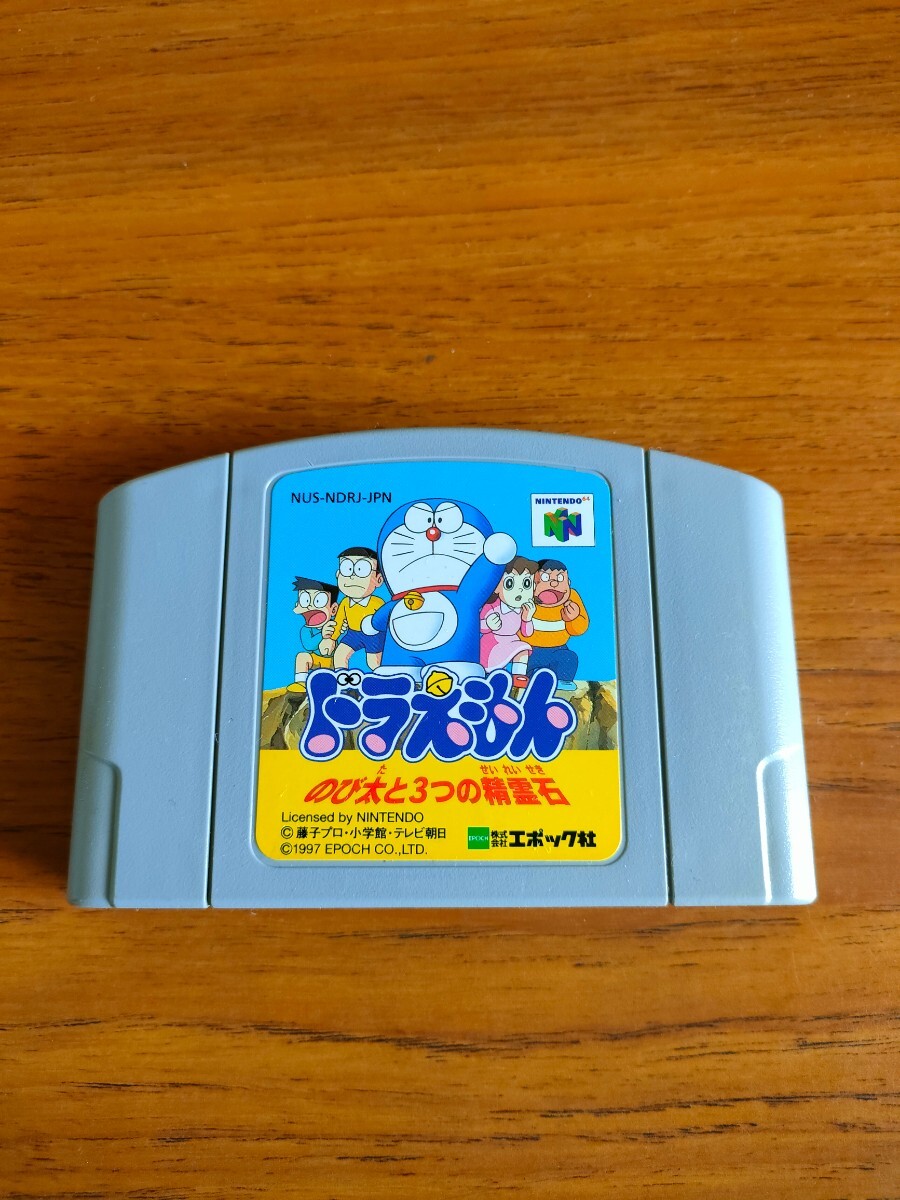 NUS-NDRJ-JPN
NINTENDO64
ドラえもん
のび太と3つの精霊石
た
せいれいせき
Licensed by NINTENDO
©藤子プロ・小学館・テレビ朝日
©1997 EPOCH CO.,LTD.
EPOCH 株式会社エポック社